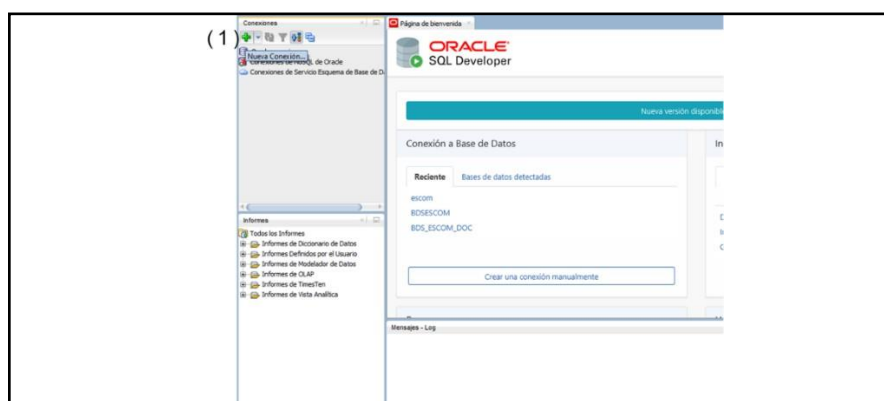 Conexiones
(1)
Nueva Conexión...
Conexiones de NoSQL de Oracle
Conexiones de Servicio Esquema de Base de D
Página de bienvenida
ORACLE
SQL Developer
Nueva versión disponibl
Conexión a Base de Datos
In
Reciente Bases de datos detectadas
escom
BDSESCOM
BDS_ESCOM_DOC
Crear una conexión manualmente
Informes
Todos los Informes
Informes de Diccionario de Datos
Informes Definidos por el Usuario
Informes de Modelador de Datos
Informes de OLAP
Informes de TimesTen
Informes de Vista Analítica
Mensajes - Log